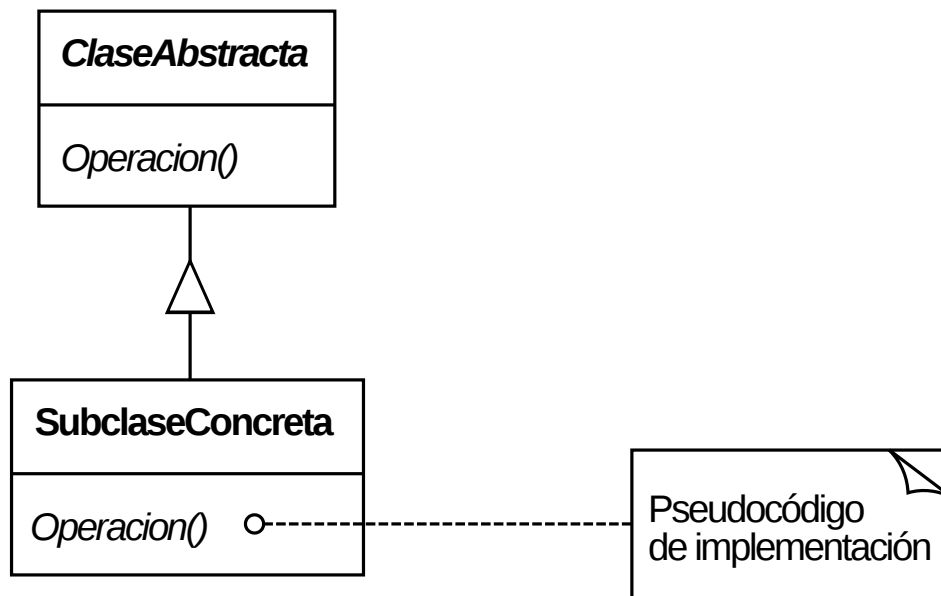 ClaseAbstracta
Operacion()
SubclaseConcreta
Operacion()
Pseudocódigo
de implementación